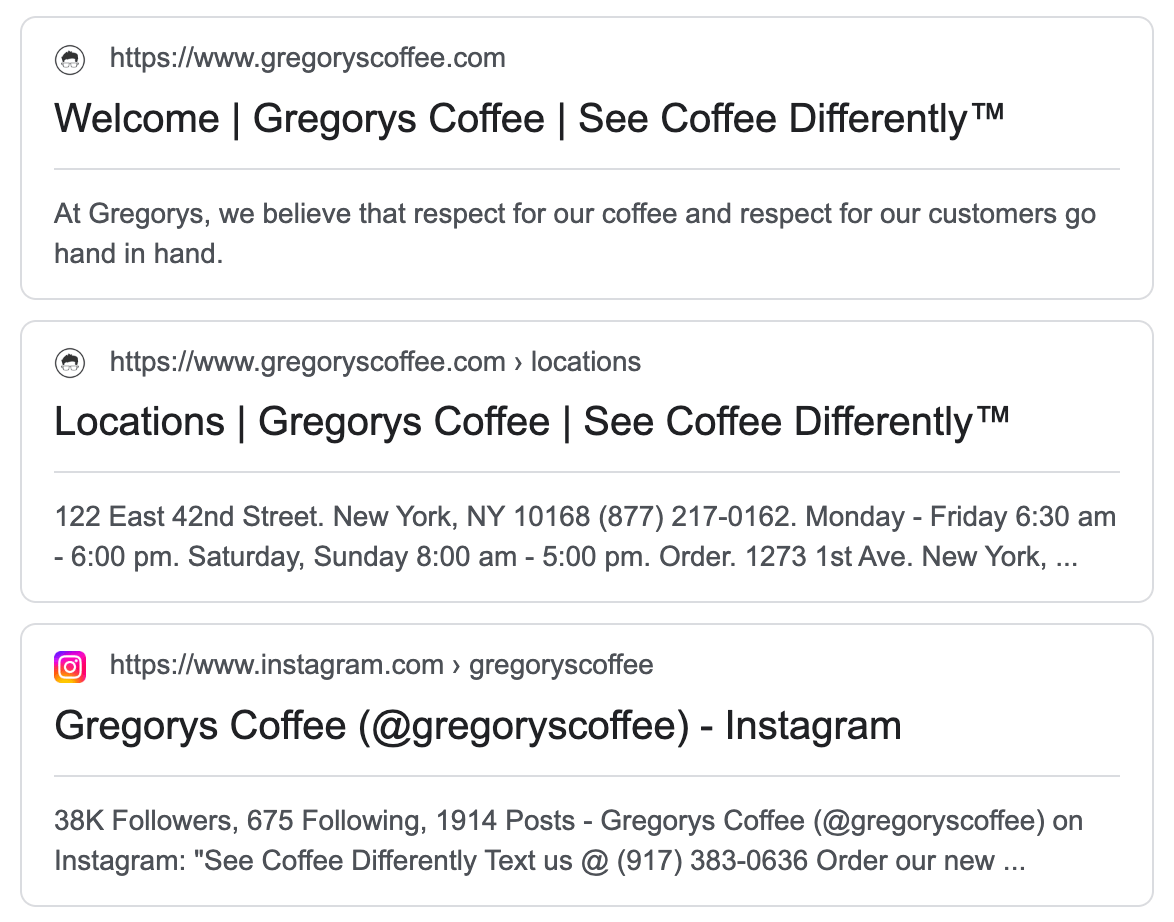 https://www.gregoryscoffee.com
Welcome | Gregorys Coffee | See Coffee Differently™
At Gregorys, we believe that respect for our coffee and respect for our customers go
hand in hand.
https://www.gregoryscoffee.com › locations
Locations | Gregorys Coffee | See Coffee Differently™
122 East 42nd Street. New York, NY 10168 (877) 217-0162. Monday - Friday 6:30 am
- 6:00 pm. Saturday, Sunday 8:00 am - 5:00 pm. Order. 1273 1st Ave. New York, ...
https://www.instagram.com › gregoryscoffee
Gregorys Coffee (@gregoryscoffee) - Instagram
38K Followers, 675 Following, 1914 Posts - Gregorys Coffee (@gregoryscoffee) on
Instagram: "See Coffee Differently Text us @ (917) 383-0636 Order our new ...